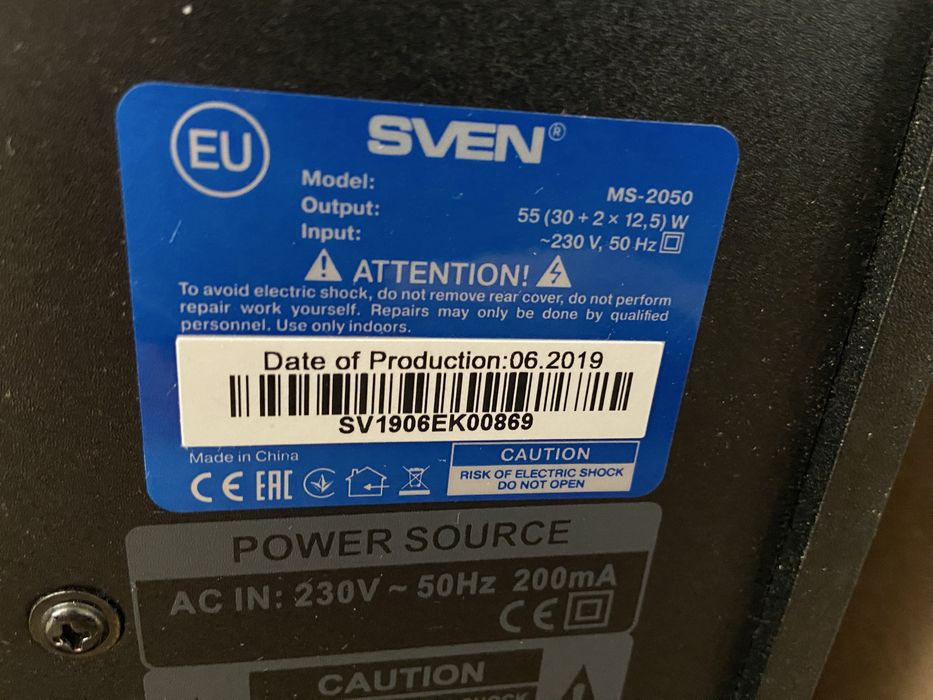 EU
SVEN®
Model: MS-2050
Output: 55 (30 + 2 × 12,5) W
Input: ~230 V, 50 Hz
ATTENTION!
To avoid electric shock, do not remove rear cover, do not perform
repair work yourself. Repairs may only be done by qualified
personnel. Use only indoors.
Date of Production:06.2019
SV1906EK00869
Made in China
CE EAC
CAUTION
RISK OF ELECTRIC SHOCK
DO NOT OPEN
POWER SOURCE
AC IN: 230V ~ 50Hz 200mA
CE
CAUTION
SHOCK